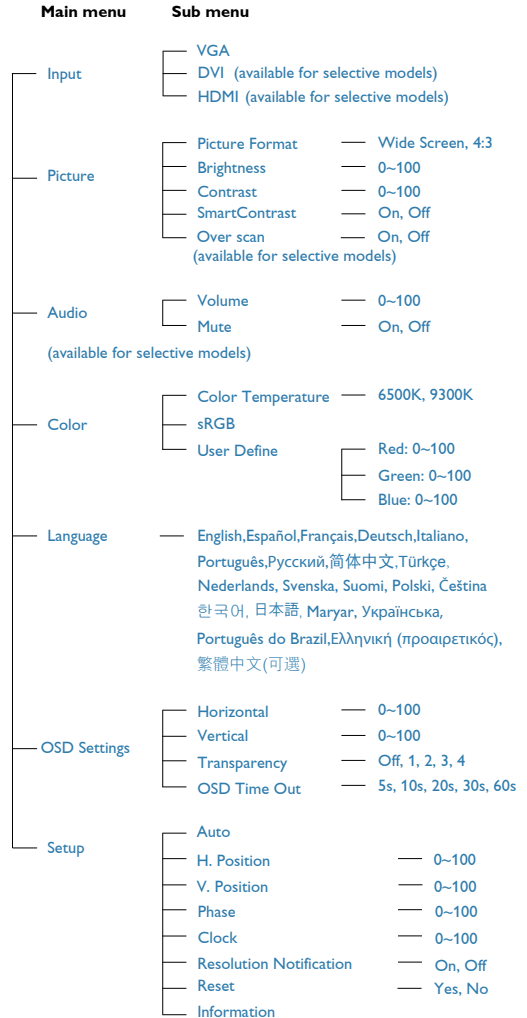 Main menu Sub menu
VGA
Input DVI (available for selective models)
HDMI (available for selective models)
Picture Format Wide Screen, 4:3
Brightness 0~100
Picture
Contrast 0~100
SmartContrast On, Off
Over scan On, Off
(available for selective models)
Volume 0~100
Audio
Mute On, Off
(available for selective models)
Color Temperature 6500K, 9300K
Color sRGB
User Define Red: 0~100
Green: 0~100
Blue: 0~100
Language English,Español,Français,Deutsch,Italiano,
Português,Русский,简体中文,Türkçe,
Nederlands, Svenska, Suomi, Polski, Čeština
한국어, 日本語, Maryar, Українська,
Português do Brazil,Ελληνική (προαιρετικός),
繁體中文(可選)
Horizontal 0~100
Vertical 0~100
OSD Settings
Transparency Off, 1, 2, 3, 4
OSD Time Out 5s, 10s, 20s, 30s, 60s
Auto
Setup
H. Position 0~100
V. Position 0~100
Phase 0~100
Clock 0~100
Resolution Notification On, Off
Reset Yes, No
Information